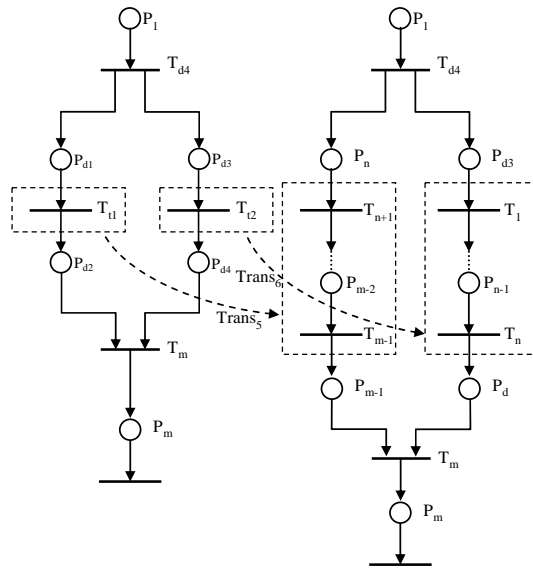 P1
Td4
Pd1
Pd3
Tt1
Tt2
Pd2
Pd4
Trans6
Trans5
Tm
Pm
P1
Td4
Pn
Pd3
Tn+1
T1
Pm-2
Pn-1
Tm-1
Tn
Pm-1
Pd
Tm
Pm